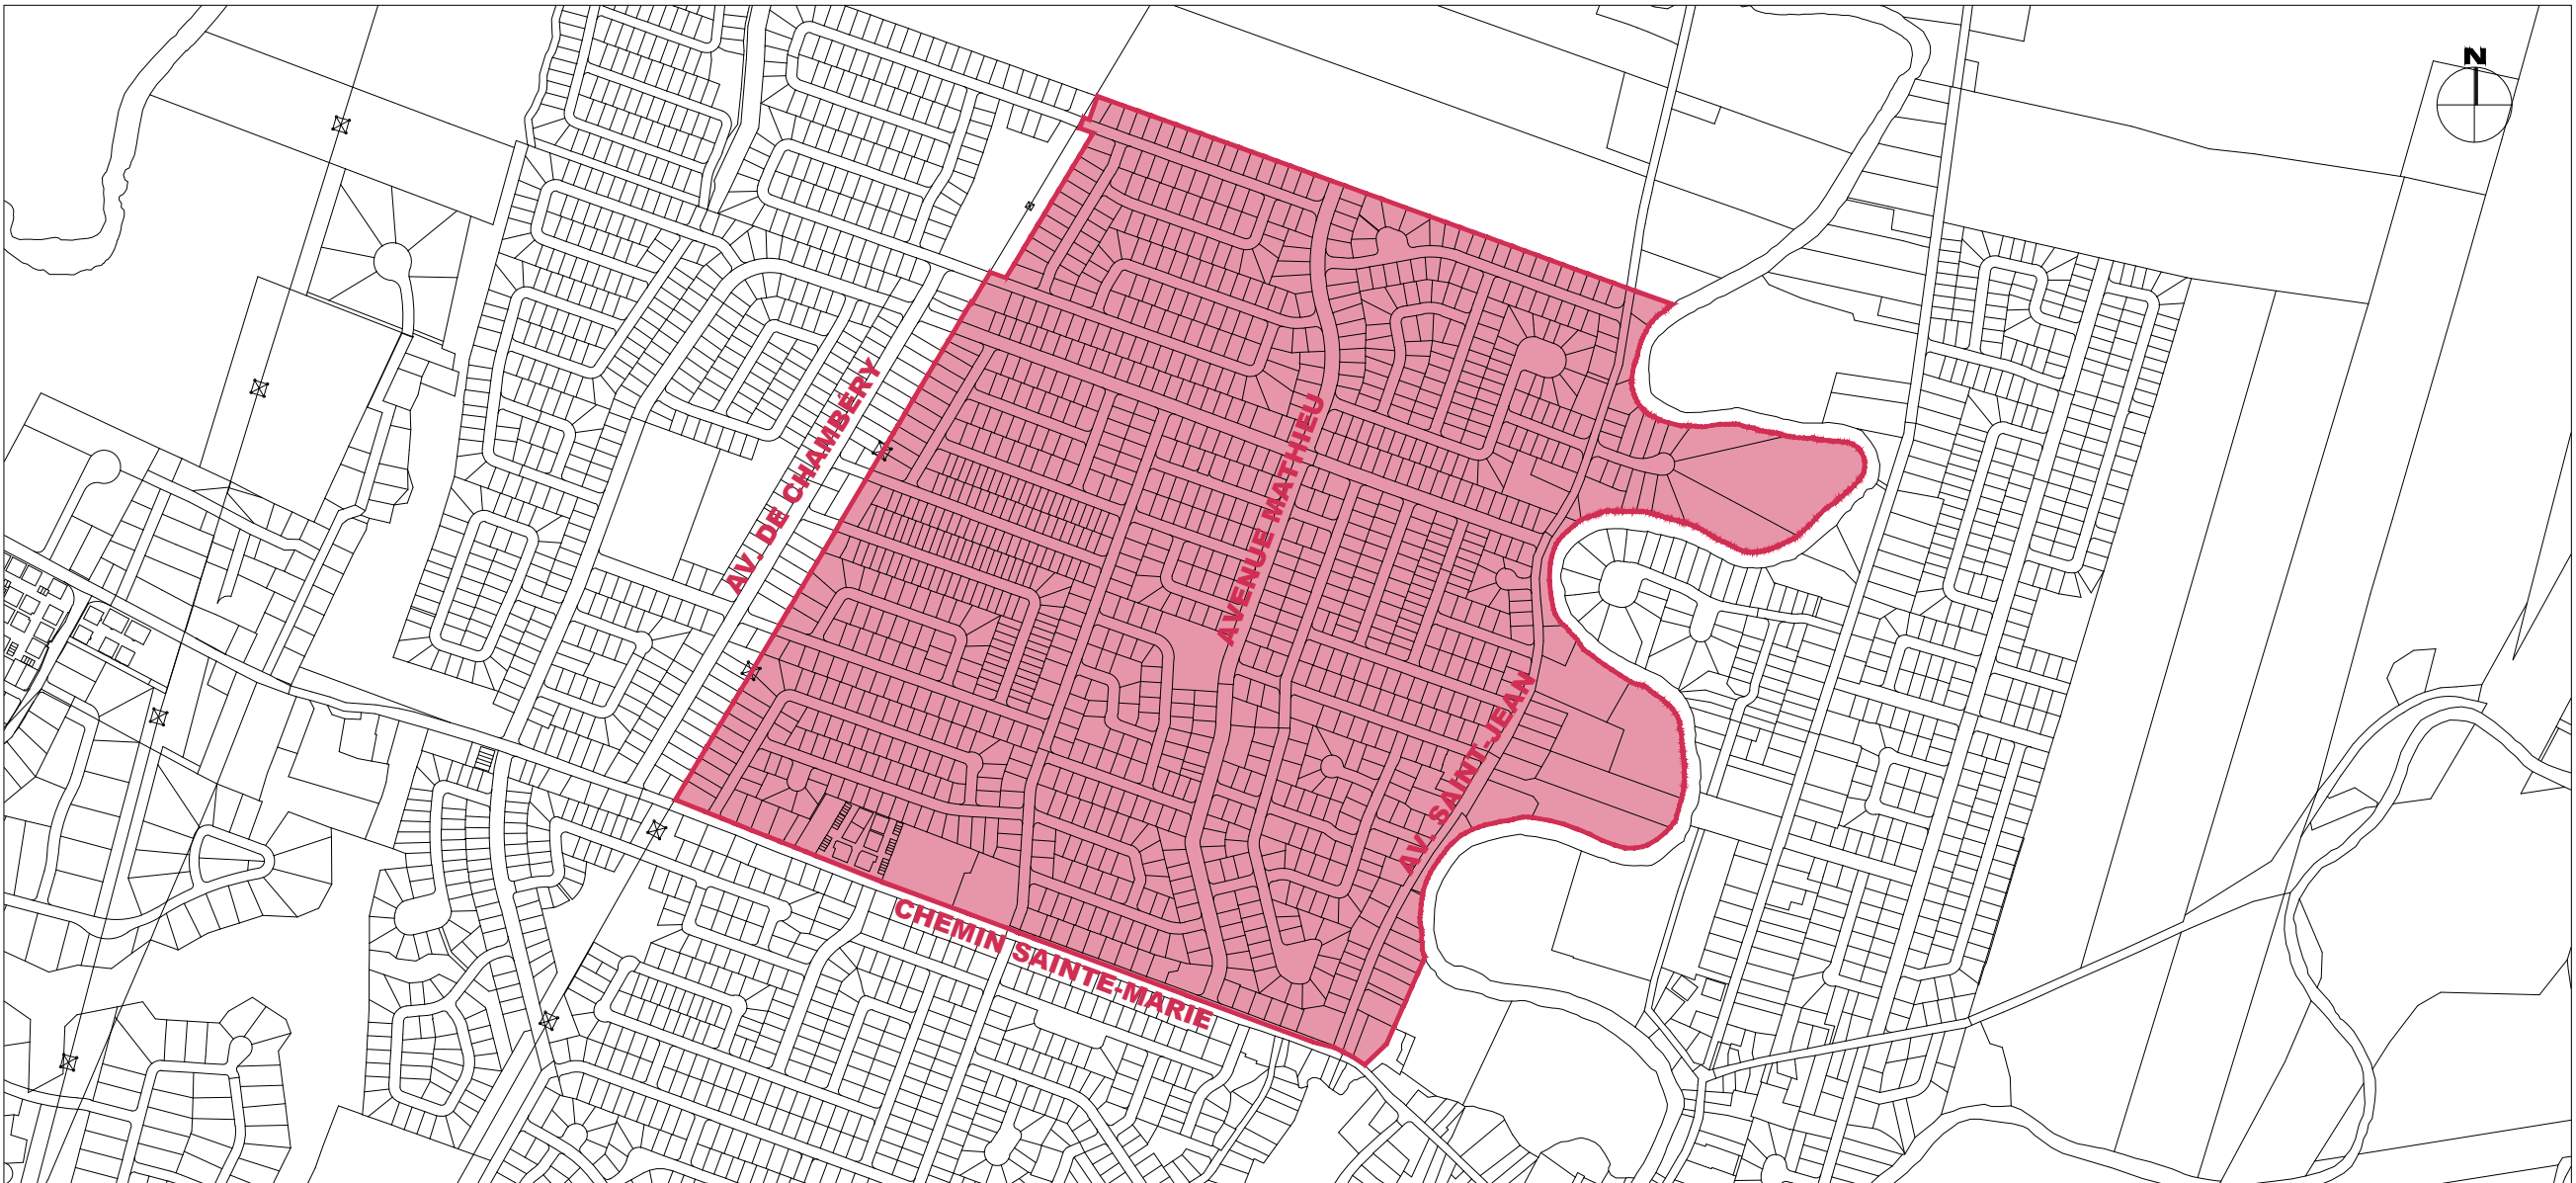 N
AV. DE CHAMBÉRY
AVENUE MATHIEU
AV. SAINT-JEAN
CHEMIN SAINTE-MARIE